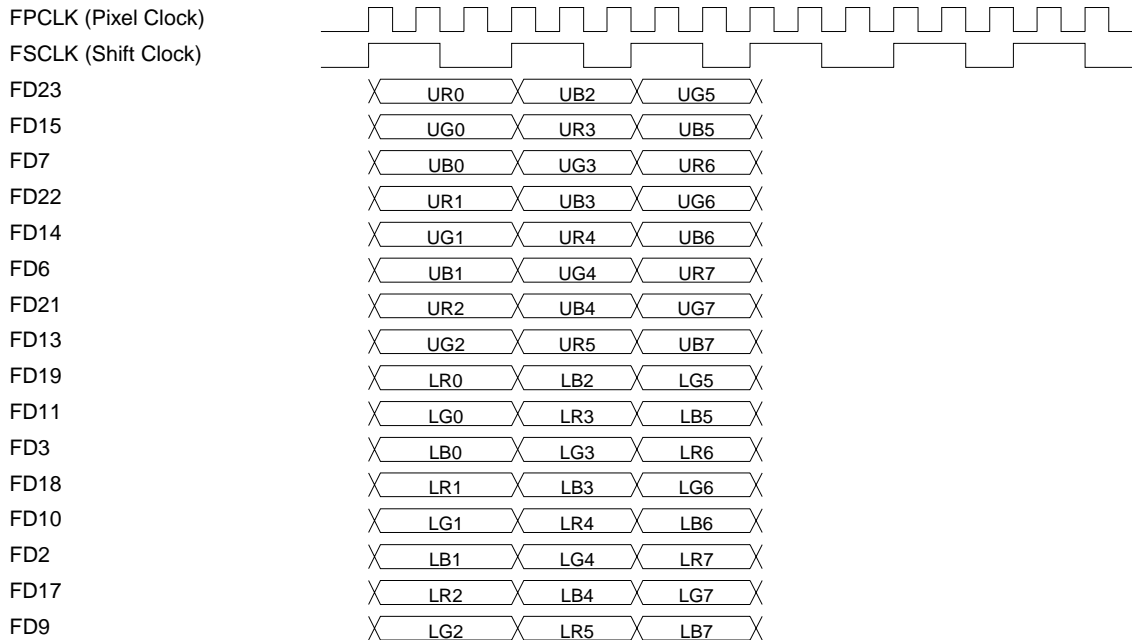 FPCLK (Pixel Clock)
FSCLK (Shift Clock)
FD23 UR0 UB2 UG5
FD15 UG0 UR3 UB5
FD7 UB0 UG3 UR6
FD22 UR1 UB3 UG6
FD14 UG1 UR4 UB6
FD6 UB1 UG4 UR7
FD21 UR2 UB4 UG7
FD13 UG2 UR5 UB7
FD19 LR0 LB2 LG5
FD11 LG0 LR3 LB5
FD3 LB0 LG3 LR6
FD18 LR1 LB3 LG6
FD10 LG1 LR4 LB6
FD2 LB1 LG4 LR7
FD17 LR2 LB4 LG7
FD9 LG2 LR5 LB7